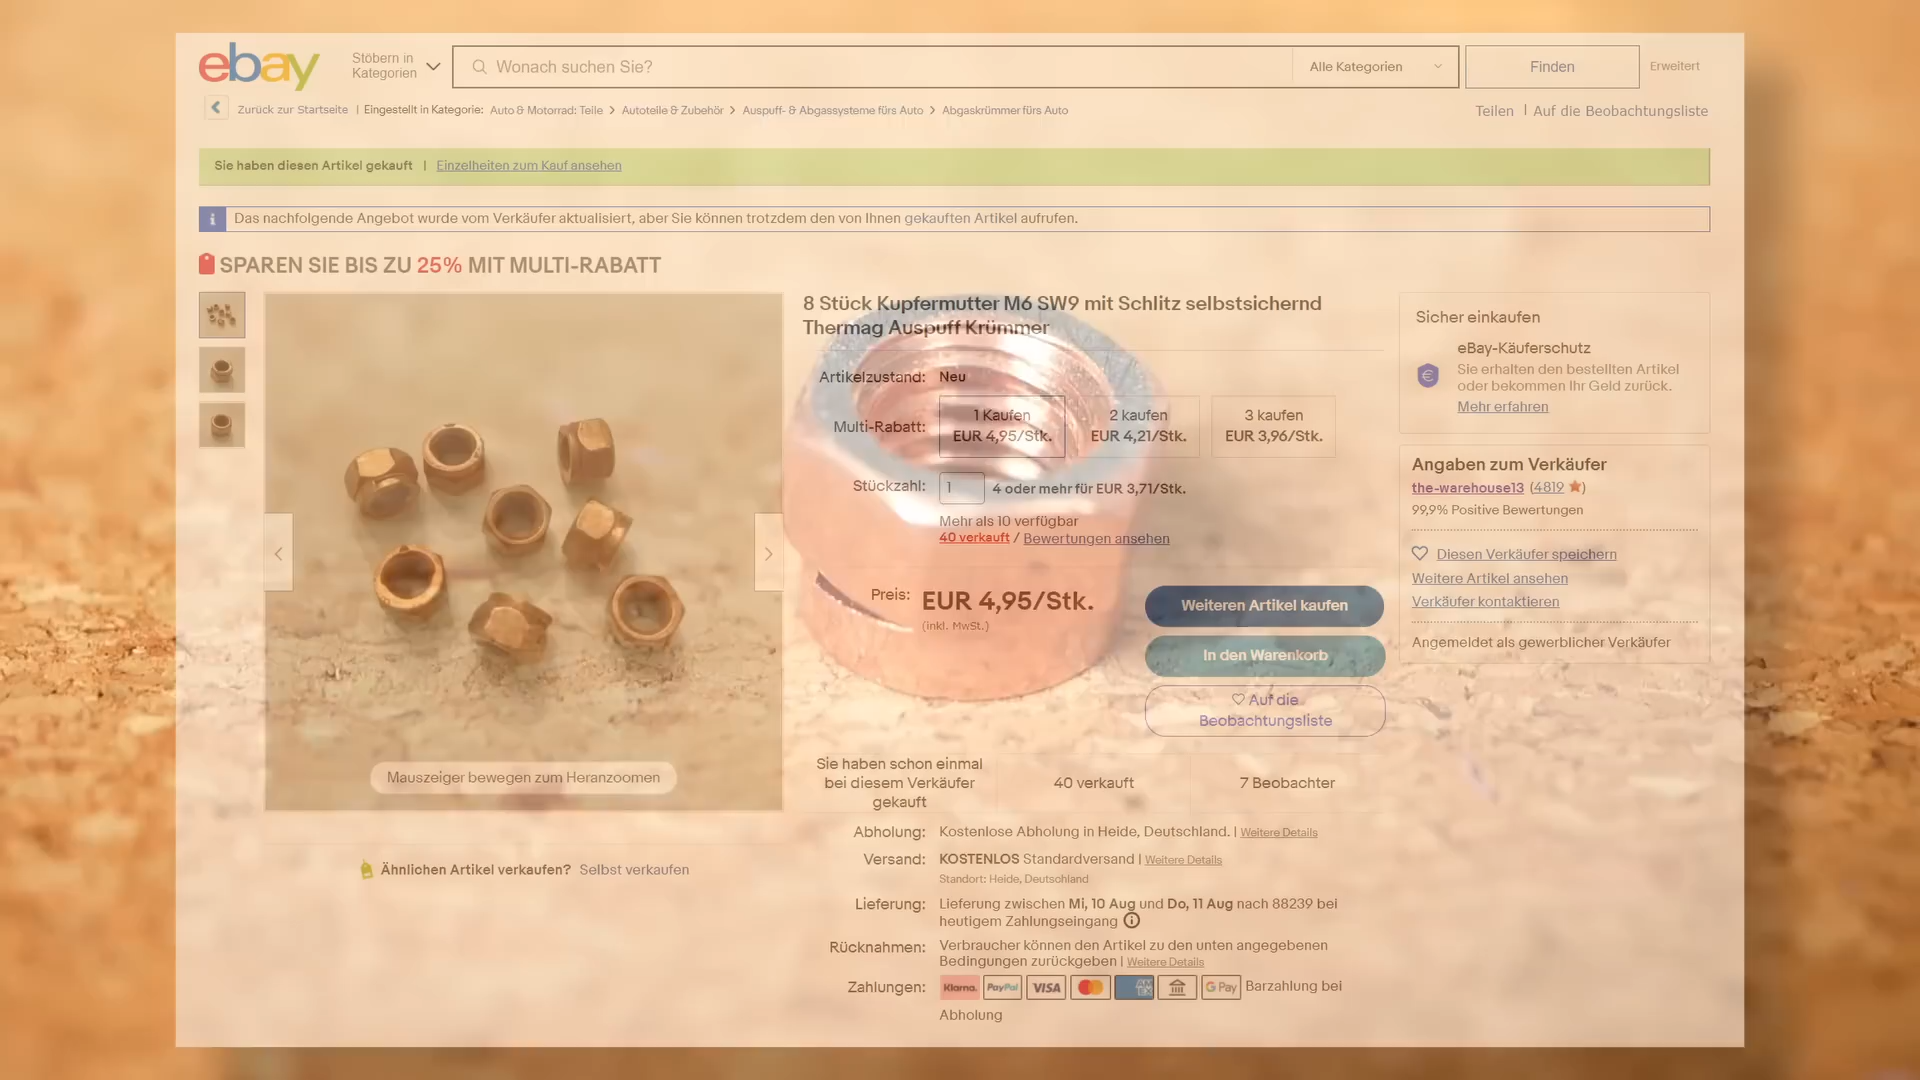 ebay
Stöbern in
Kategorien
Wonach suchen Sie?
Alle Kategorien
Finden
Erweitert
Zurück zur Startseite | Eingestellt in Kategorie: Auto & Motorrad: Teile > Autoteile & Zubehör > Auspuff- & Abgassysteme fürs Auto > Abgaskrümmer fürs Auto
Teilen | Auf die Beobachtungsliste
Sie haben diesen Artikel gekauft | Einzelheiten zum Kauf ansehen
Das nachfolgende Angebot wurde vom Verkäufer aktualisiert, aber Sie können trotzdem den von Ihnen gekauften Artikel aufrufen.
SPAREN SIE BIS ZU 25% MIT MULTI-RABATT
Mauszeiger bewegen zum Heranzoomen
Ähnlichen Artikel verkaufen? Selbst verkaufen
8 Stück Kupfermutter M6 SW9 mit Schlitz selbstsichernd
Thermag Auspuff Krümmer
Artikelzustand: Neu
Multi-Rabatt:
1 Kaufen
EUR 4,95/Stk.
2 kaufen
EUR 4,21/Stk.
3 kaufen
EUR 3,96/Stk.
Stückzahl: 1 4 oder mehr für EUR 3,71/Stk.
Mehr als 10 verfügbar
40 verkauft / Bewertungen ansehen
Preis: EUR 4,95/Stk.
(inkl. MwSt.)
Weiteren Artikel kaufen
In den Warenkorb
Auf die
Beobachtungsliste
Sie haben schon einmal
bei diesem Verkäufer
gekauft
40 verkauft
7 Beobachter
Abholung: Kostenlose Abholung in Heide, Deutschland. | Weitere Details
Versand: KOSTENLOS Standardversand | Weitere Details
Standort: Heide, Deutschland
Lieferung: Lieferung zwischen Mi, 10 Aug und Do, 11 Aug nach 88239 bei
heutigem Zahlungseingang
Rücknahmen: Verbraucher können den Artikel zu den unten angegebenen
Bedingungen zurückgeben | Weitere Details
Zahlungen: Klarna. PayPal VISA AMEX G Pay Barzahlung bei
Abholung
Sicher einkaufen
eBay-Käuferschutz
Sie erhalten den bestellten Artikel
oder bekommen Ihr Geld zurück.
Mehr erfahren
Angaben zum Verkäufer
the-warehouse13 (4819)
99,9% Positive Bewertungen
Diesen Verkäufer speichern
Weitere Artikel ansehen
Verkäufer kontaktieren
Angemeldet als gewerblicher Verkäufer